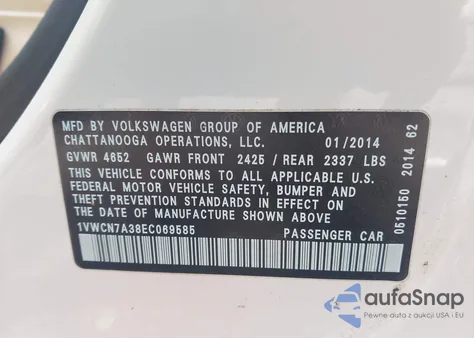 MFD BY VOLKSWAGEN GROUP OF AMERICA
CHATTANOOGA OPERATIONS, LLC. 01/2014
GVWR 4652 GAWR FRONT 2425 / REAR 2337 LBS
THIS VEHICLE CONFORMS TO ALL APPLICABLE U.S.
FEDERAL MOTOR VEHICLE SAFETY, BUMPER AND
THEFT PREVENTION STANDARDS IN EFFECT ON
THE DATE OF MANUFACTURE SHOWN ABOVE.
1VWCN7A38EC069585 PASSENGER CAR
0610150 2014 62
autaSnap
Pewne auta z aukcji USA i EU